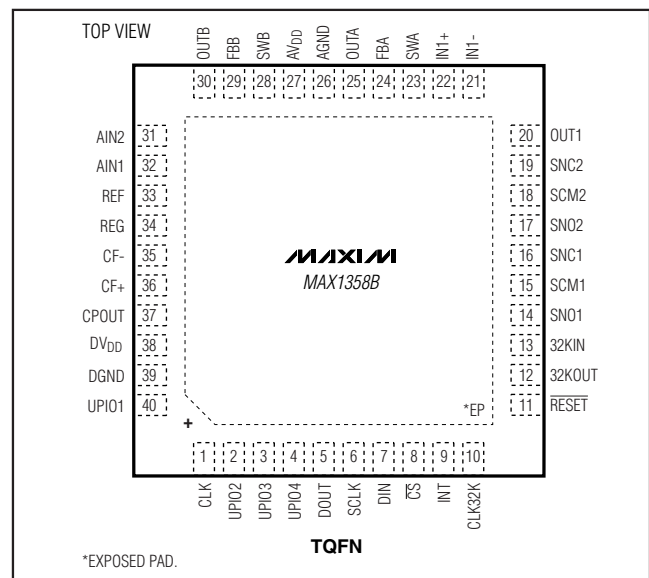 TOP VIEW
OUTB FBB SWB AVDD AGND OUTA FBA SWA IN1+ IN1-
30 29 28 27 26 25 24 23 22 21
AIN2 31
AIN1 32
REF 33
REG 34
CF- 35
CF+ 36
CPOUT 37
DVDD 38
DGND 39
UPIO1 40
MAXIM
MAX1358B
20 OUT1
19 SNC2
18 SCM2
17 SNO2
16 SNC1
15 SCM1
14 SNO1
13 32KIN
12 32KOUT
11 RESET
*EP
+
1 2 3 4 5 6 7 8 9 10
CLK UPIO2 UPIO3 UPIO4 DOUT SCLK DIN CS INT CLK32K
TQFN
*EXPOSED PAD.